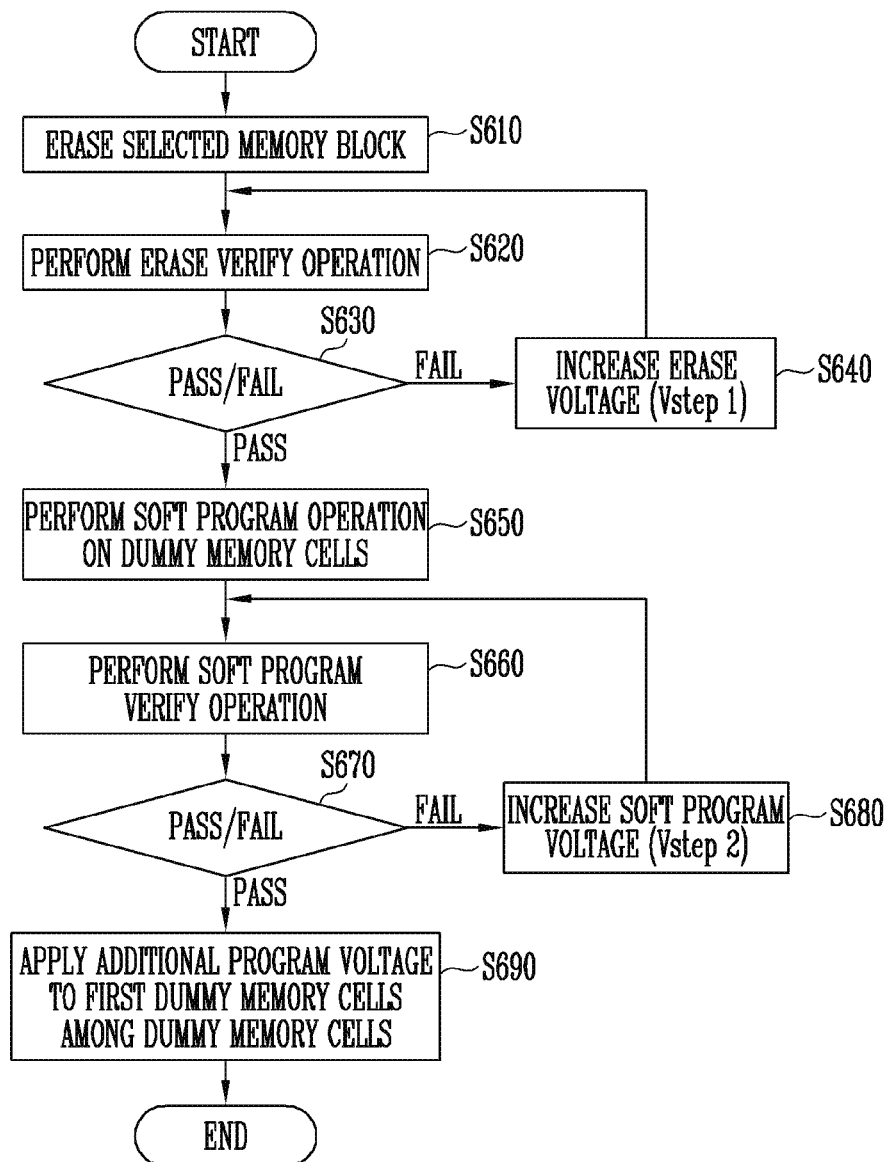 START
ERASE SELECTED MEMORY BLOCK
S610
PERFORM ERASE VERIFY OPERATION
S620
S630
PASS/FAIL
FAIL
INCREASE ERASE
VOLTAGE (Vstep 1)
S640
PASS
PERFORM SOFT PROGRAM OPERATION
ON DUMMY MEMORY CELLS
S650
PERFORM SOFT PROGRAM
VERIFY OPERATION
S660
S670
PASS/FAIL
FAIL
INCREASE SOFT PROGRAM
VOLTAGE (Vstep 2)
S680
PASS
APPLY ADDITIONAL PROGRAM VOLTAGE
TO FIRST DUMMY MEMORY CELLS
AMONG DUMMY MEMORY CELLS
S690
END